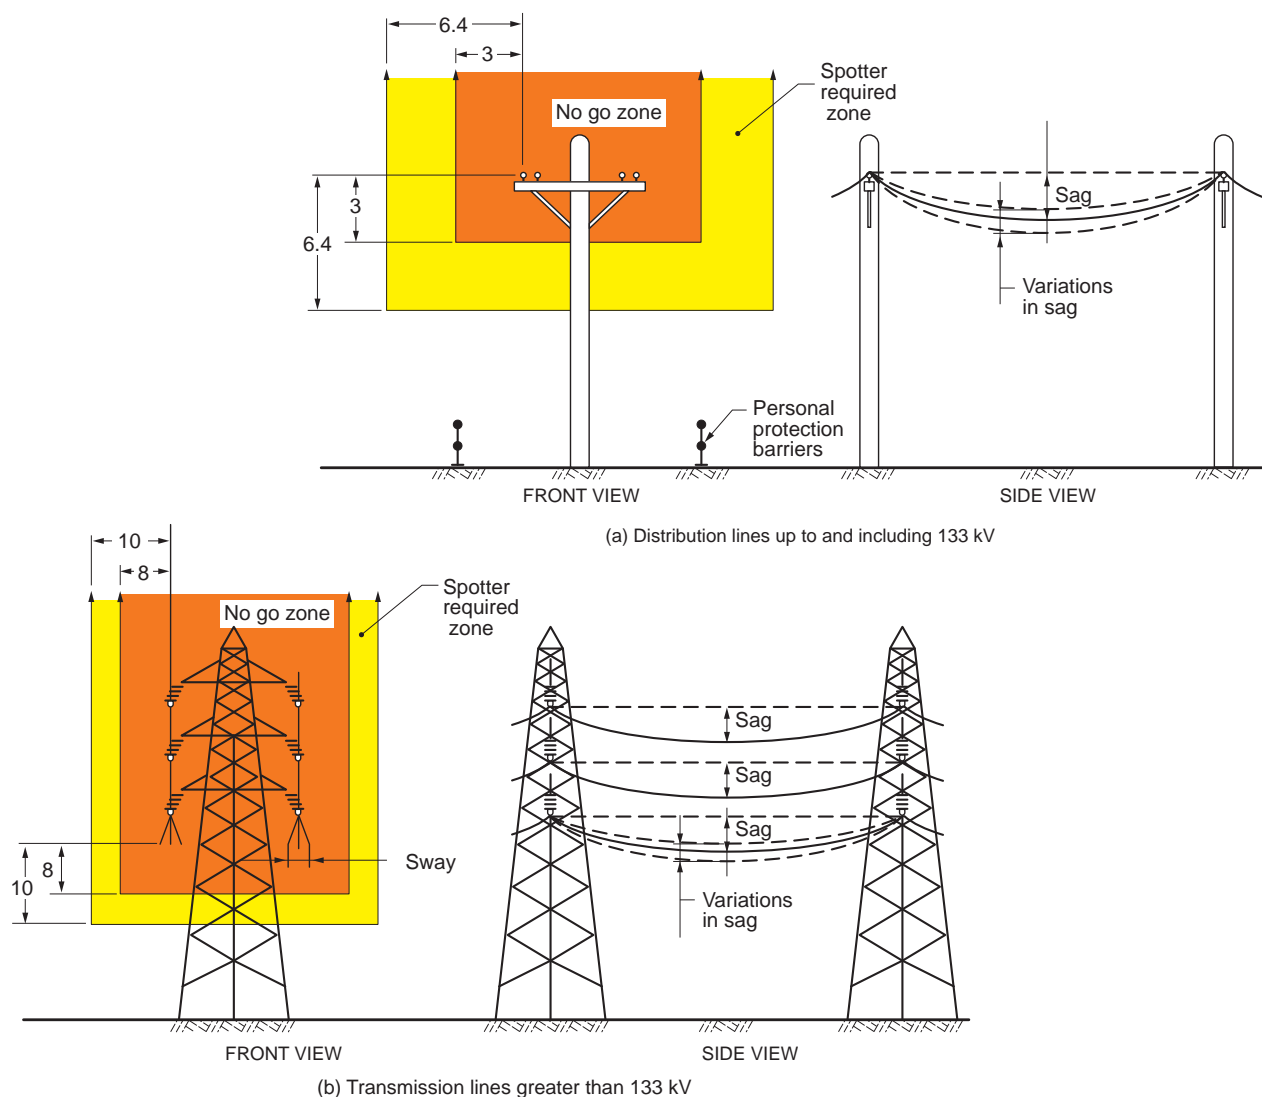 6.4
3
No go zone
Spotter
required
zone
3
6.4
Sag
Variations
in sag
Personal
protection
barriers
FRONT VIEW
SIDE VIEW
(a) Distribution lines up to and including 133 kV
10
8
No go zone
Spotter
required
zone
Sag
Sag
Sag
8
10
Sway
Variations
in sag
FRONT VIEW
SIDE VIEW
(b) Transmission lines greater than 133 kV